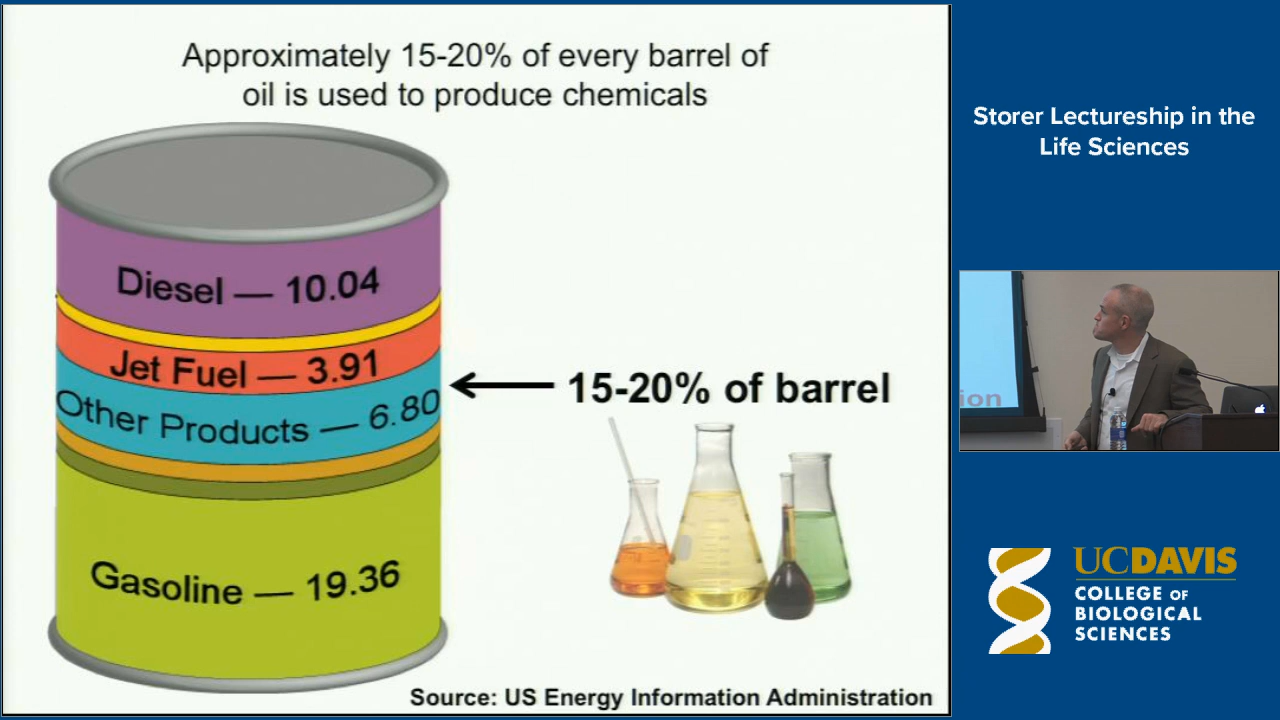 Approximately 15-20% of every barrel of
oil is used to produce chemicals
Diesel — 10.04
Jet Fuel — 3.91
Other Products — 6.80
Gasoline — 19.36
15-20% of barrel
Source: US Energy Information Administration
Storer Lectureship in the
Life Sciences
ion
UCDAVIS
COLLEGE OF
BIOLOGICAL
SCIENCES